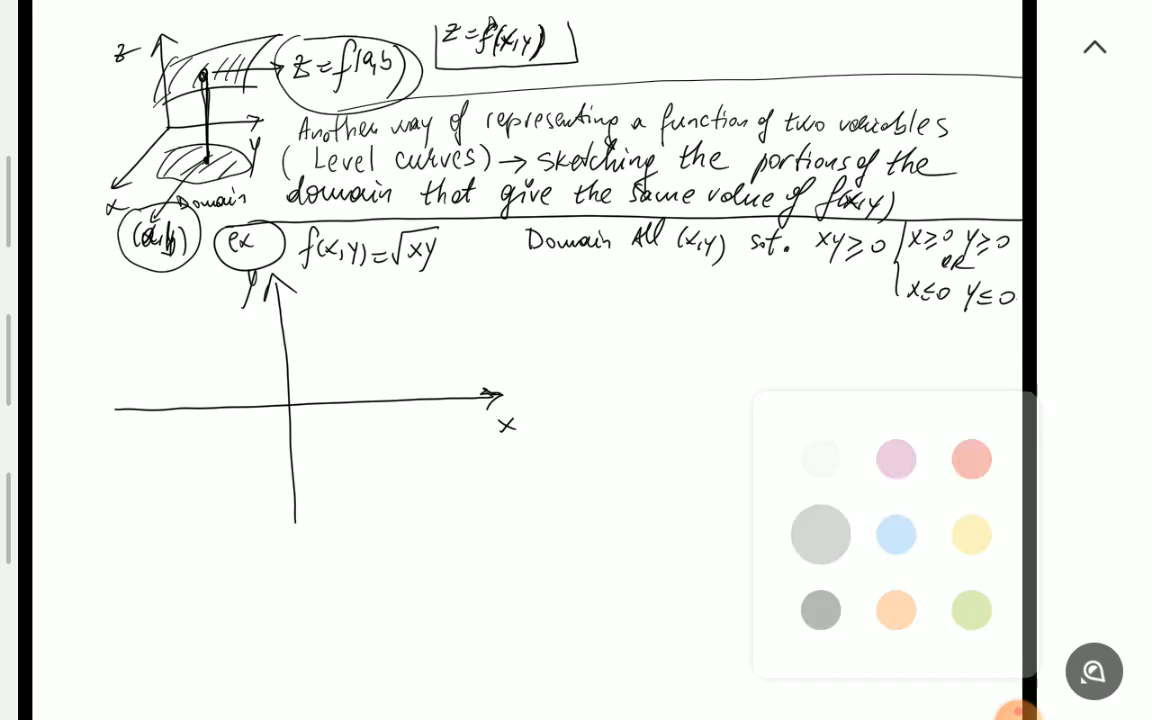 z
z = f(a,b)
z = f(x,y)
y
x
Domain
(a,b)
Another way of representing a function of two variables
( Level curves) → sketching the portions of the
domain that give the same value of f(x,y)
ex f(x,y) = √xy Domain All (x,y) s.t. xy ≥ 0 x ≥ 0 y ≥ 0
OR
x ≤ 0 y ≤ 0
y
x